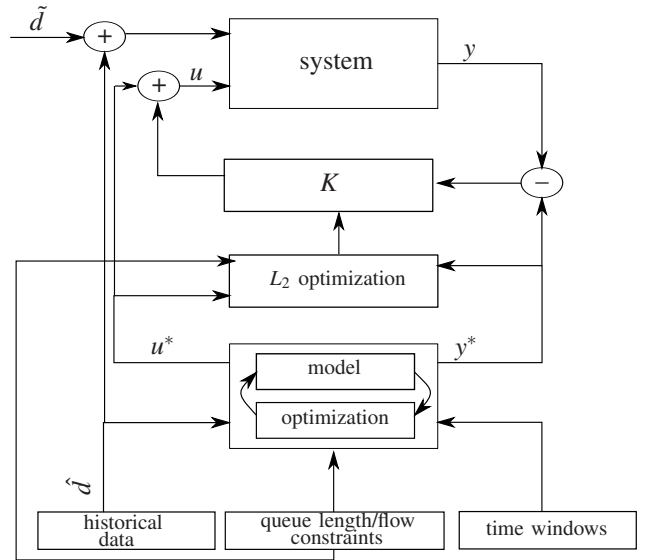 d̃
+
system
y
+
u
K
−
L₂ optimization
u*
y*
model
optimization
d̂
historical
data
queue length/flow
constraints
time windows